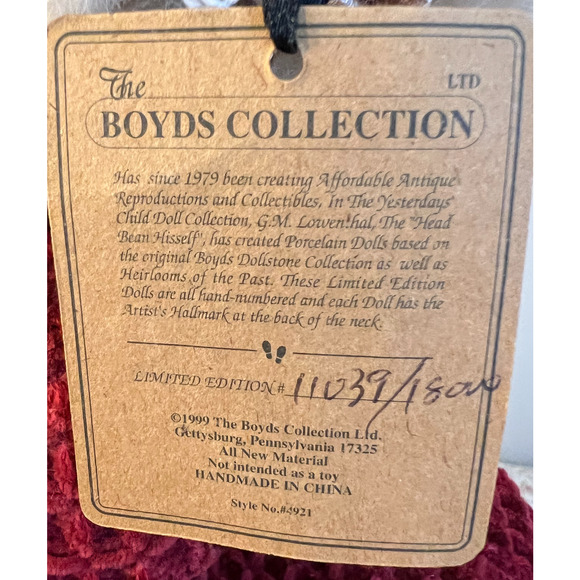 The
LTD
BOYDS COLLECTION
Has since 1979 been creating Affordable Antique
Reproductions and Collectibles, in The Yesterdays'
Child Doll Collection, G.M. Lowenthal, The "Head
Bean Hisself", has created Porcelain Dolls based on
the original Boyds Dollstone Collection as well as
Heirlooms of the Past. These Limited Edition
Dolls are all hand-numbered and each Doll has the
Artist's Hallmark at the back of the neck.
LIMITED EDITION # 11039/18000
©1999 The Boyds Collection Ltd.
Gettysburg, Pennsylvania 17325
All New Material
Not intended as a toy
HANDMADE IN CHINA
Style No.#4921